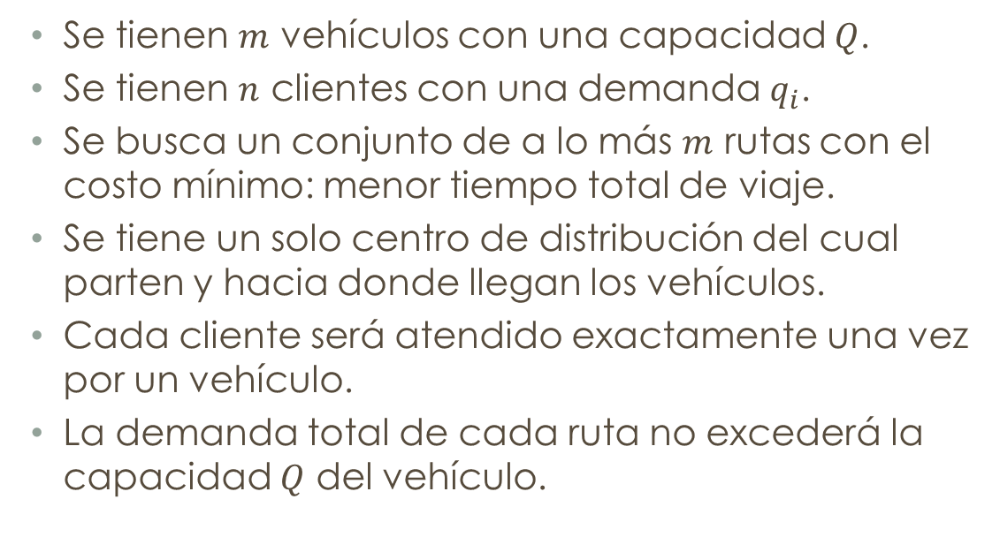 • Se tienen m vehículos con una capacidad Q.
• Se tienen n clientes con una demanda qᵢ.
• Se busca un conjunto de a lo más m rutas con el
costo mínimo: menor tiempo total de viaje.
• Se tiene un solo centro de distribución del cual
parten y hacia donde llegan los vehículos.
• Cada cliente será atendido exactamente una vez
por un vehículo.
• La demanda total de cada ruta no excederá la
capacidad Q del vehículo.